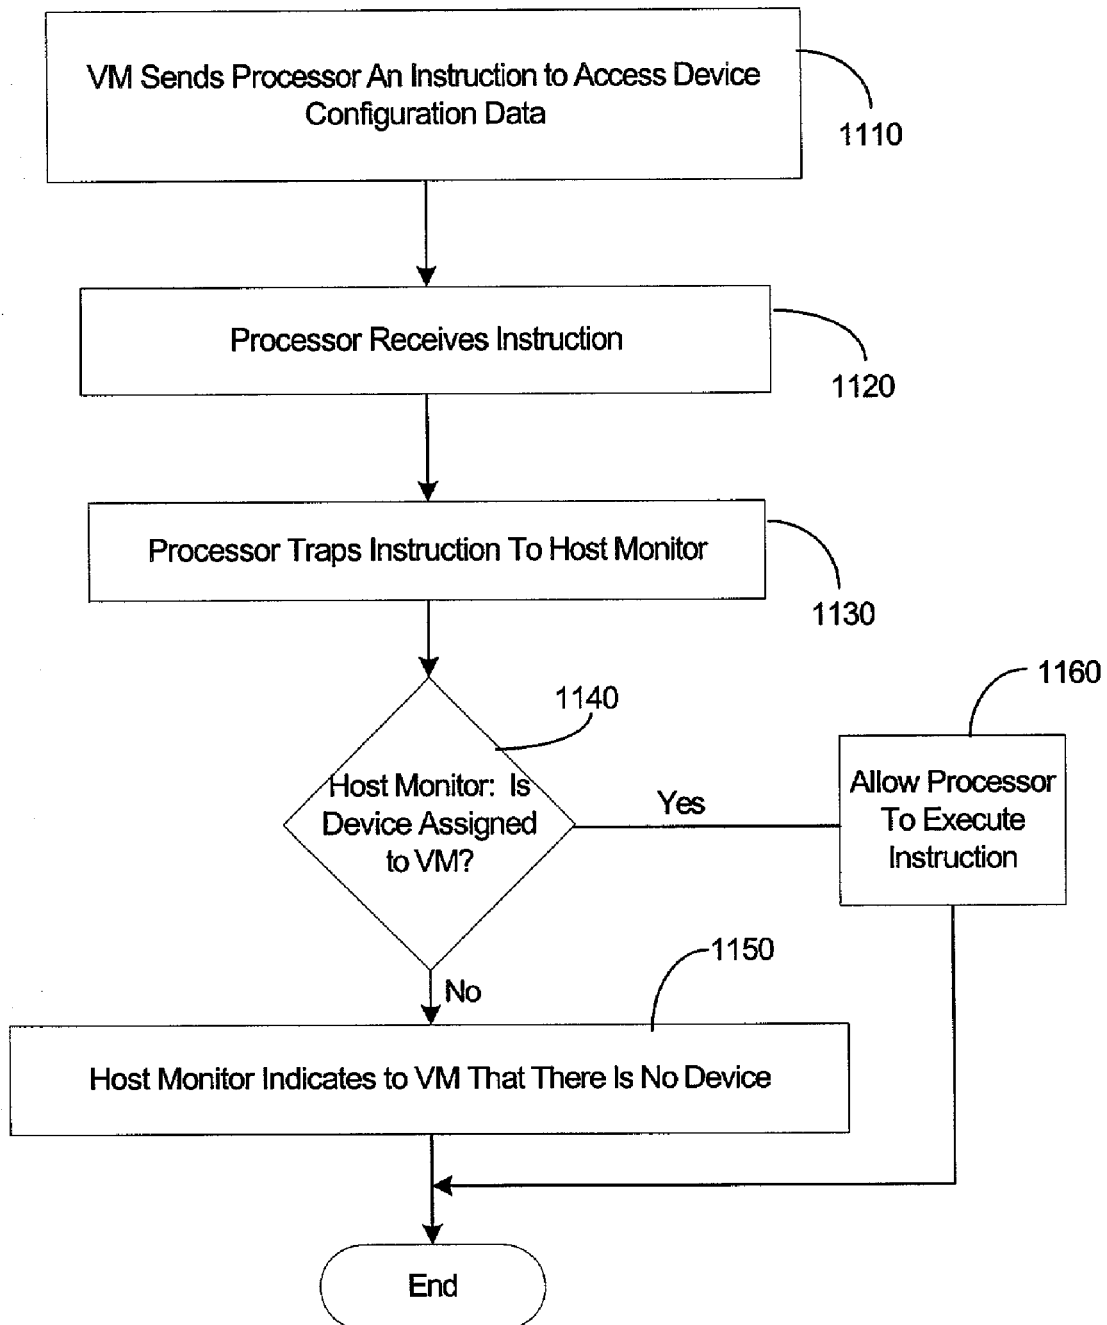 VM Sends Processor An Instruction to Access Device
Configuration Data
1110
Processor Receives Instruction
1120
Processor Traps Instruction To Host Monitor
1130
1140
Host Monitor: Is
Device Assigned
to VM?
Yes
1160
Allow Processor
To Execute
Instruction
No
1150
Host Monitor Indicates to VM That There Is No Device
End